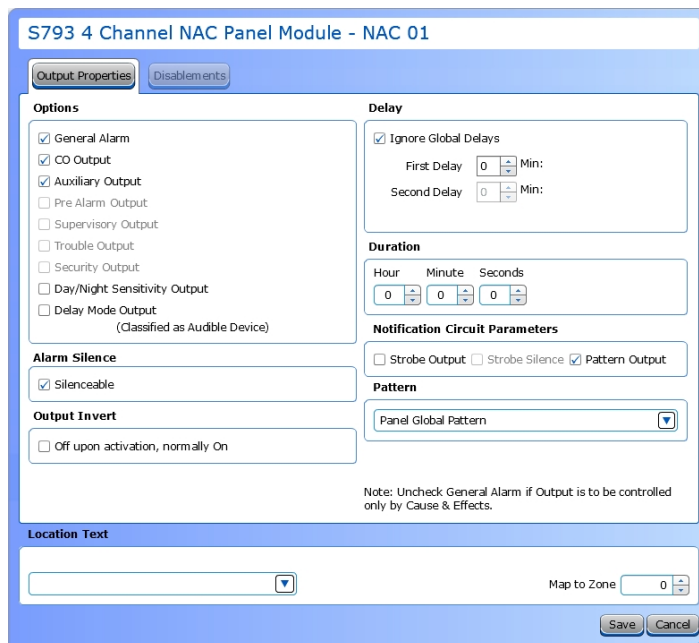 S793 4 Channel NAC Panel Module - NAC 01
Output Properties
Disablements
Options
General Alarm
CO Output
Auxiliary Output
Pre Alarm Output
Supervisory Output
Trouble Output
Security Output
Day/Night Sensitivity Output
Delay Mode Output
(Classified as Audible Device)
Alarm Silence
Silenceable
Output Invert
Off upon activation, normally On
Delay
Ignore Global Delays
First Delay 0 Min:
Second Delay 0 Min:
Duration
Hour Minute Seconds
0 0 0
Notification Circuit Parameters
Strobe Output Strobe Silence Pattern Output
Pattern
Panel Global Pattern
Note: Uncheck General Alarm if Output is to be controlled
only by Cause & Effects.
Location Text
Map to Zone 0
Save Cancel